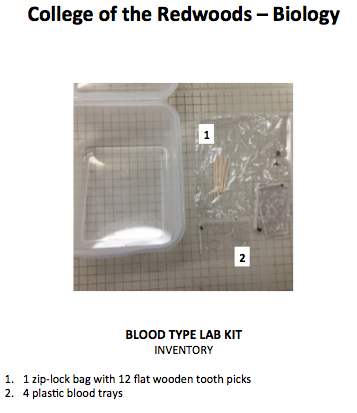 College of the Redwoods – Biology
1
2
BLOOD TYPE LAB KIT
INVENTORY
1. 1 zip-lock bag with 12 flat wooden tooth picks
2. 4 plastic blood trays